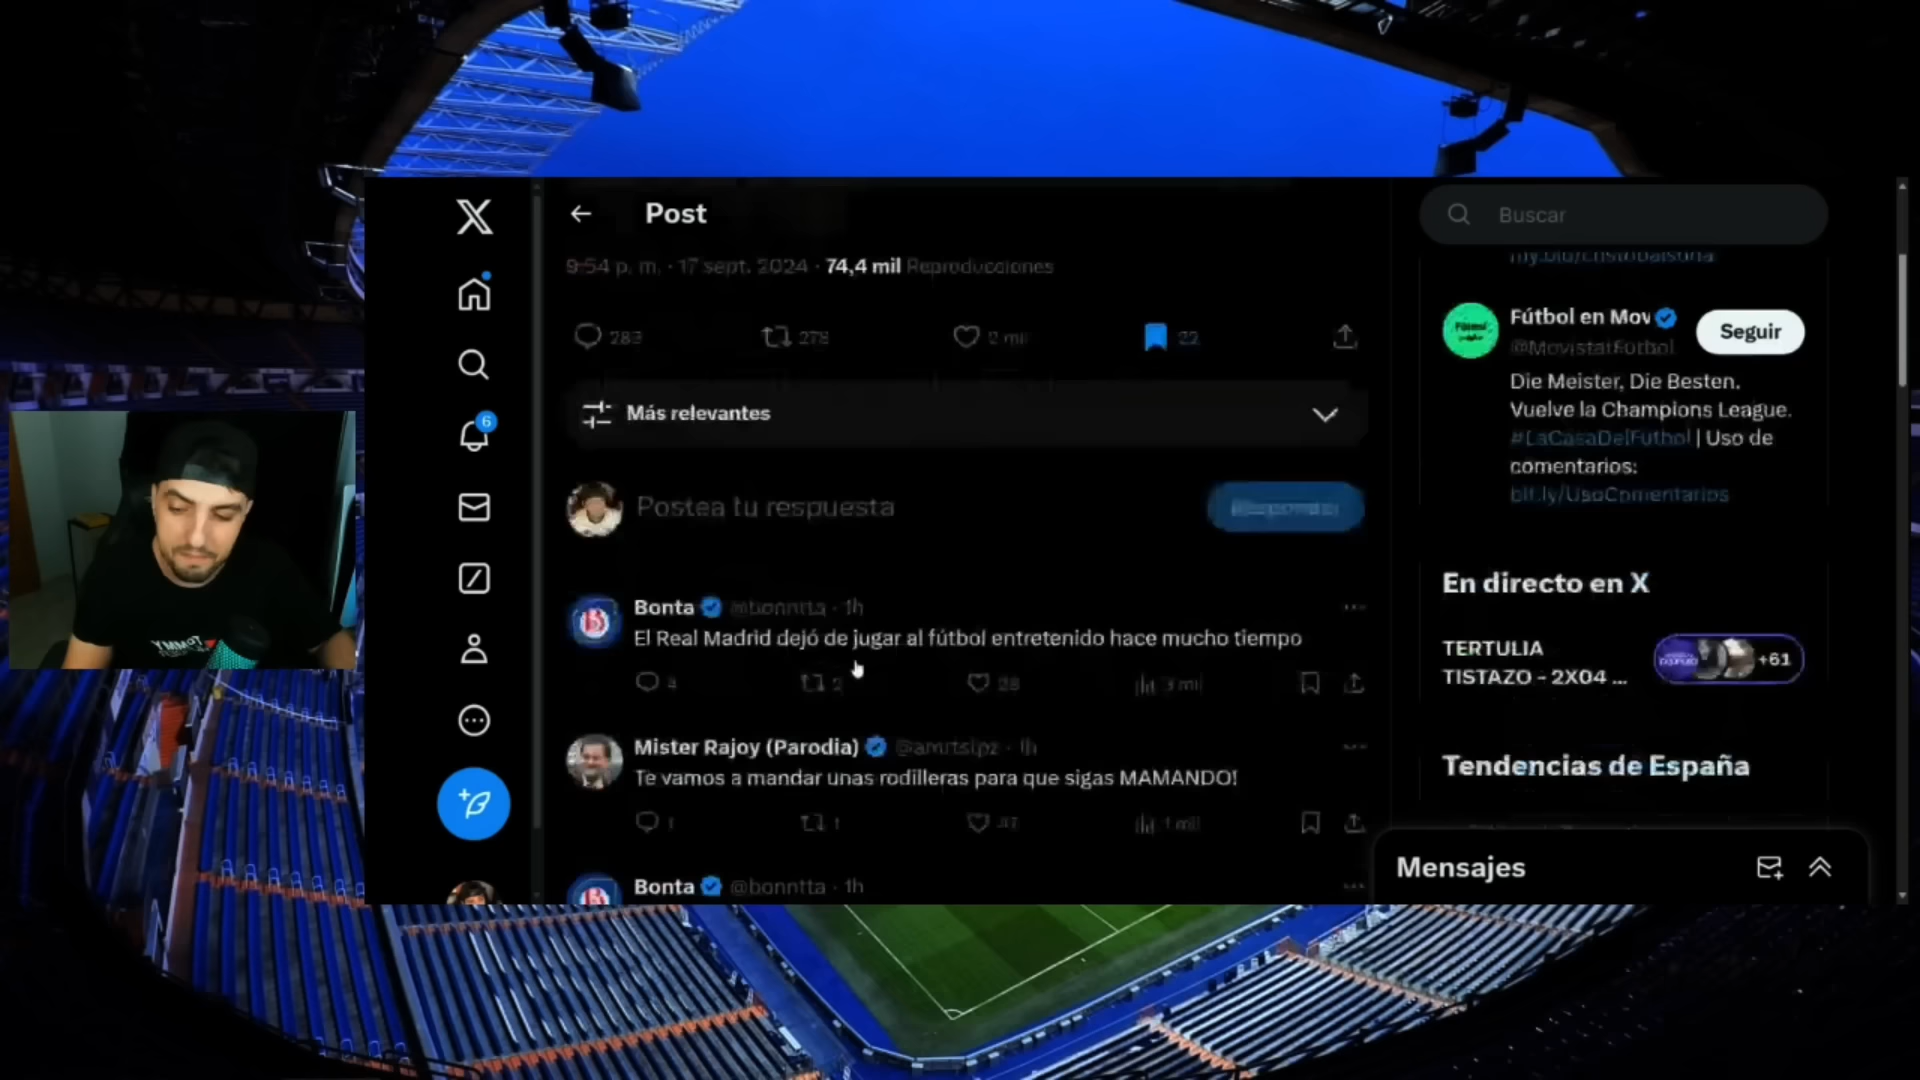 Post
Buscar
9:54 p. m. · 17 sept. 2024 · 74,4 mil Reproducciones
283
278
2 mil
22
Fútbol en Mov
Seguir
@MovistarFutbol
Die Meister, Die Besten.
Vuelve la Champions League.
#LaCasaDelFutbol | Uso de
comentarios:
bit.ly/UsoComentarios
6
Más relevantes
Postea tu respuesta
Bonta @bonntta · 1h
El Real Madrid dejó de jugar al fútbol entretenido hace mucho tiempo
4
2
28
3 mil
En directo en X
TERTULIA
TISTAZO - 2X04 ...
+61
Mister Rajoy (Parodia) · 1h
Te vamos a mandar unas rodilleras para que sigas MAMANDO!
1
1
47
1 mil
Tendencias de España
Bonta @bonntta · 1h
Mensajes